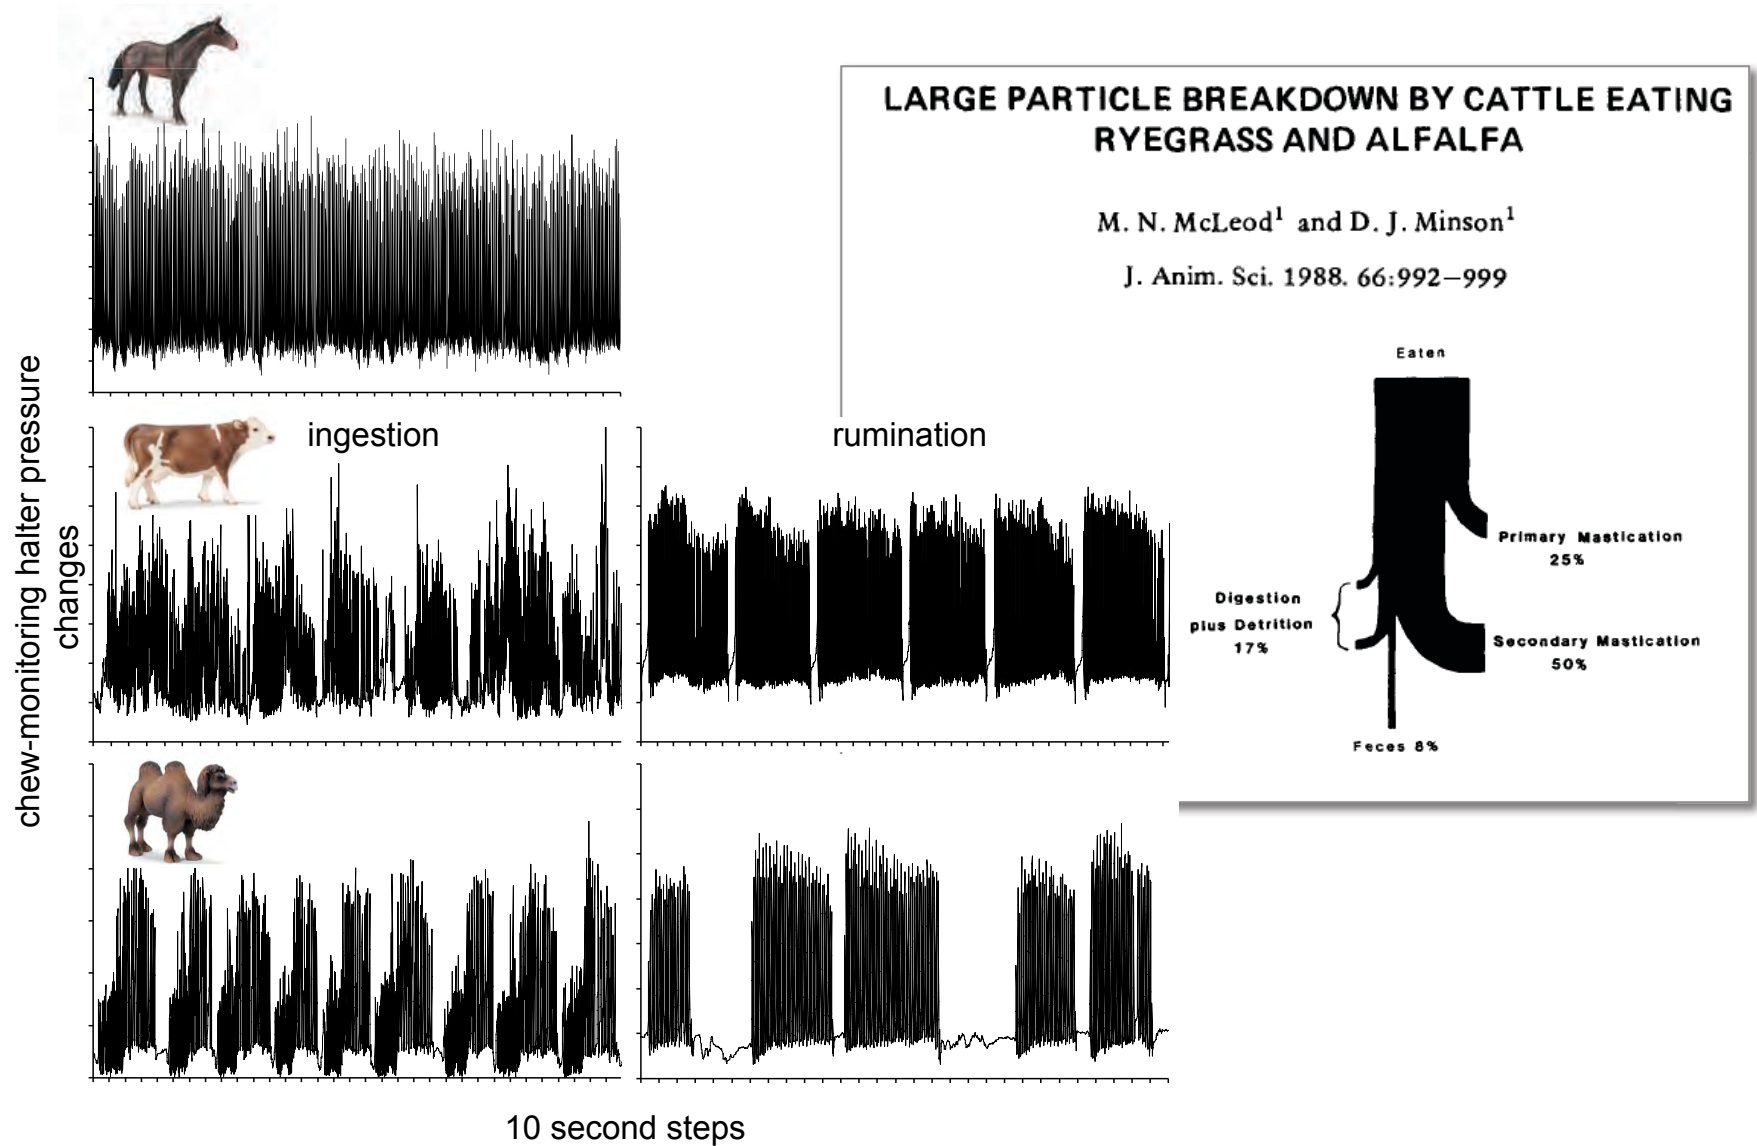 LARGE PARTICLE BREAKDOWN BY CATTLE EATING
RYEGRASS AND ALFALFA
M. N. McLeod¹ and D. J. Minson¹
J. Anim. Sci. 1988. 66:992–999
Eaten
Primary Mastication
25%
Digestion
plus Detrition
17%
Secondary Mastication
50%
Feces 8%
chew-monitoring halter pressure
changes
ingestion
rumination
10 second steps